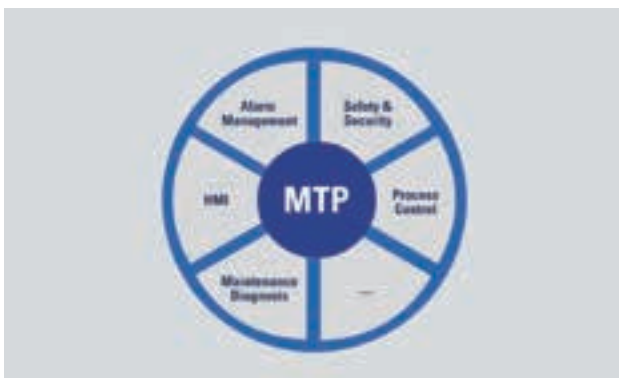 Alarm
Management
Safety &
Security
HMI
MTP
Process
Control
Maintenance
Diagnosis
...